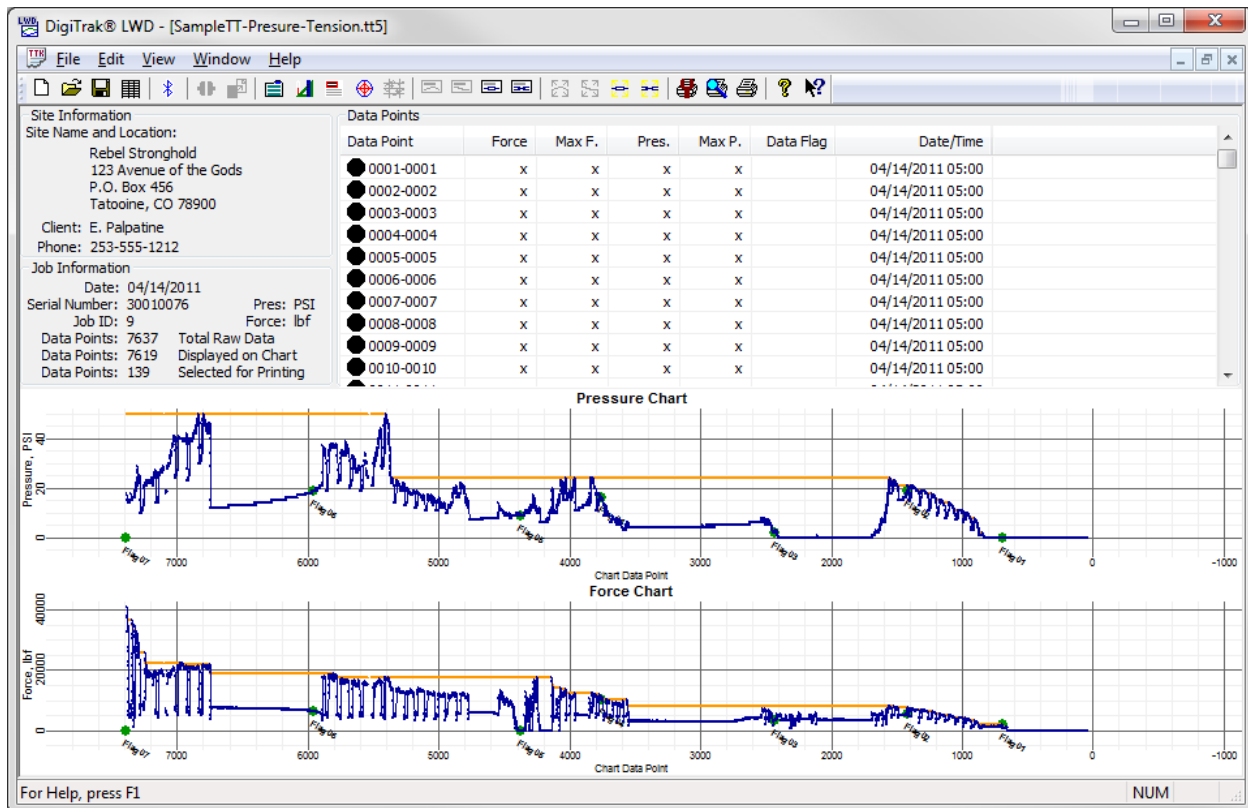 LWD DigiTrak® LWD - [SampleTT-Presure-Tension.tt5]
TTK File Edit View Window Help
Site Information
Site Name and Location:
Rebel Stronghold
123 Avenue of the Gods
P.O. Box 456
Tatooine, CO 78900
Client: E. Palpatine
Phone: 253-555-1212
Job Information
Date: 04/14/2011
Serial Number: 30010076 Pres: PSI
Job ID: 9 Force: lbf
Data Points: 7637 Total Raw Data
Data Points: 7619 Displayed on Chart
Data Points: 139 Selected for Printing
Data Points
Data Point Force Max F. Pres. Max P. Data Flag Date/Time
0001-0001 x x x x 04/14/2011 05:00
0002-0002 x x x x 04/14/2011 05:00
0003-0003 x x x x 04/14/2011 05:00
0004-0004 x x x x 04/14/2011 05:00
0005-0005 x x x x 04/14/2011 05:00
0006-0006 x x x x 04/14/2011 05:00
0007-0007 x x x x 04/14/2011 05:00
0008-0008 x x x x 04/14/2011 05:00
0009-0009 x x x x 04/14/2011 05:00
0010-0010 x x x x 04/14/2011 05:00
Pressure Chart
Pressure, PSI
40
20
0
Flag 07 Flag 06 Flag 05 Flag 03 Flag 02 Flag 01
7000 6000 5000 4000 3000 2000 1000 0 -1000
Chart Data Point
Force Chart
Force, lbf
40000
20000
0
Flag 07 Flag 06 Flag 05 Flag 03 Flag 02 Flag 01
7000 6000 5000 4000 3000 2000 1000 0 -1000
Chart Data Point
For Help, press F1 NUM